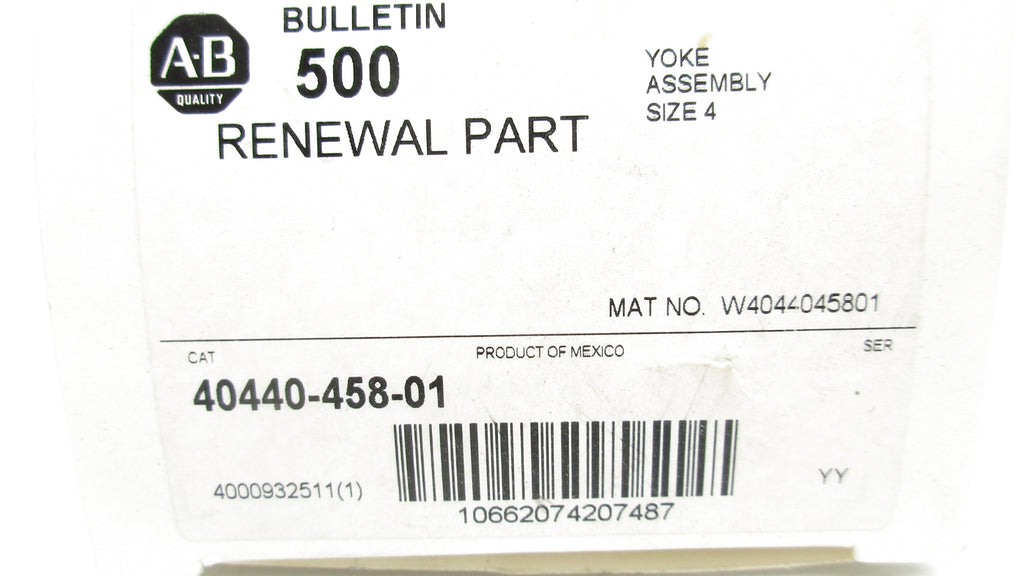 A-B
QUALITY
BULLETIN
500
RENEWAL PART
YOKE
ASSEMBLY
SIZE 4
MAT NO. W4044045801
CAT
PRODUCT OF MEXICO
SER
40440-458-01
4000932511(1)
10662074207487
YY